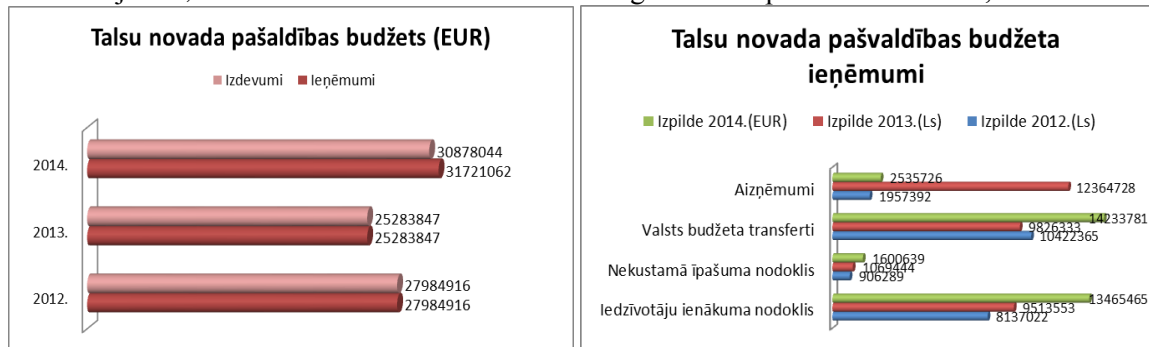 Talsu novada pašaldības budžets (EUR)
Izdevumi Ieņēmumi
2014.
30878044
31721062
2013.
25283847
25283847
2012.
27984916
27984916
Talsu novada pašvaldības budžeta
ieņēmumi
Izpilde 2014.(EUR) Izpilde 2013.(Ls) Izpilde 2012.(Ls)
Aizņēmumi
2535726
12364728
1957392
Valsts budžeta transferti
14233781
9826333
10422365
Nekustamā īpašuma nodoklis
1600639
1069444
906289
Iedzīvotāju ienākuma nodoklis
13465465
9513553
8137022